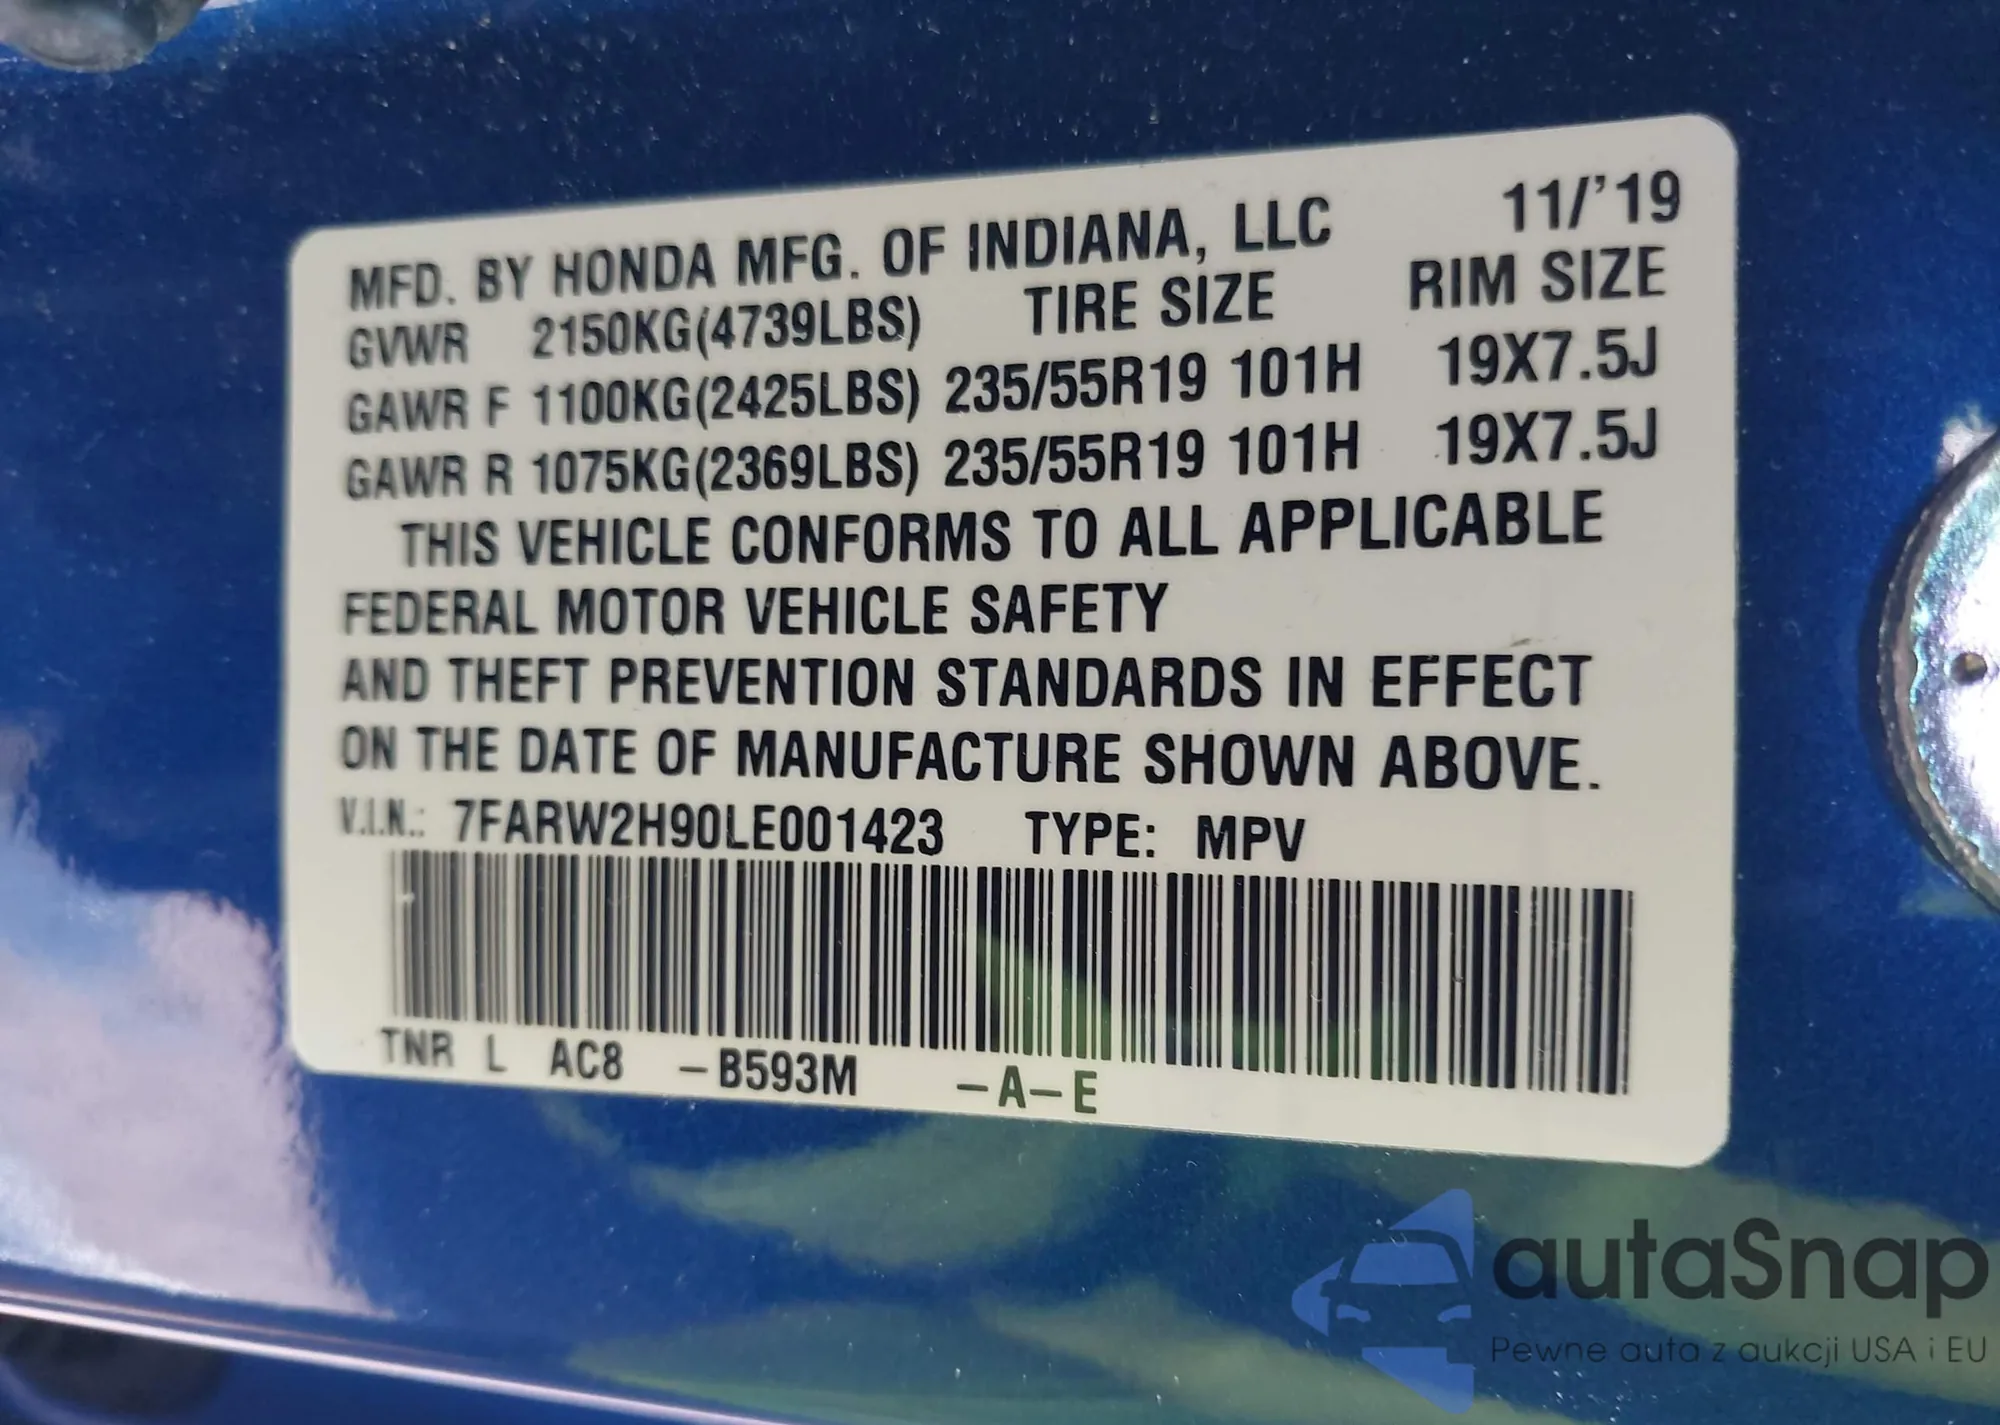 MFD. BY HONDA MFG. OF INDIANA, LLC 11/'19
GVWR 2150KG(4739LBS) TIRE SIZE RIM SIZE
GAWR F 1100KG(2425LBS) 235/55R19 101H 19X7.5J
GAWR R 1075KG(2369LBS) 235/55R19 101H 19X7.5J
THIS VEHICLE CONFORMS TO ALL APPLICABLE
FEDERAL MOTOR VEHICLE SAFETY
AND THEFT PREVENTION STANDARDS IN EFFECT
ON THE DATE OF MANUFACTURE SHOWN ABOVE.
V.I.N.: 7FARW2H90LE001423 TYPE: MPV
TNR L AC8 -B593M -A-E
autaSnap
Pewne auta z aukcji USA i EU